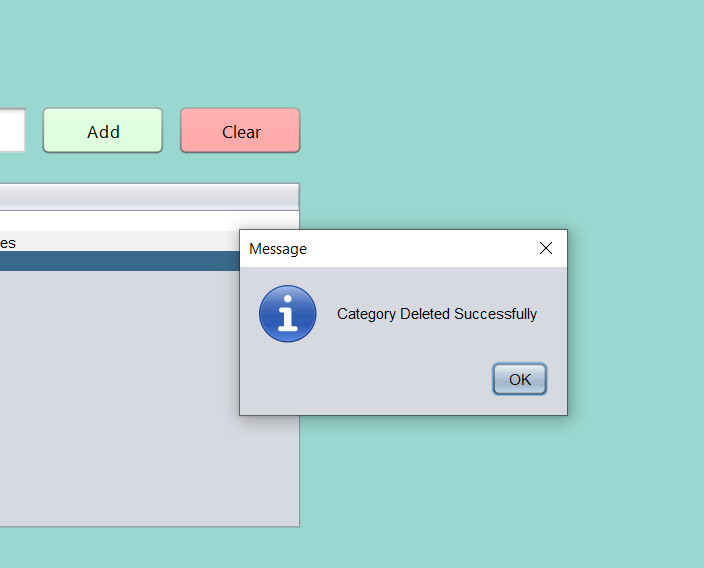 Add
Clear
es
Message
Category Deleted Successfully
OK